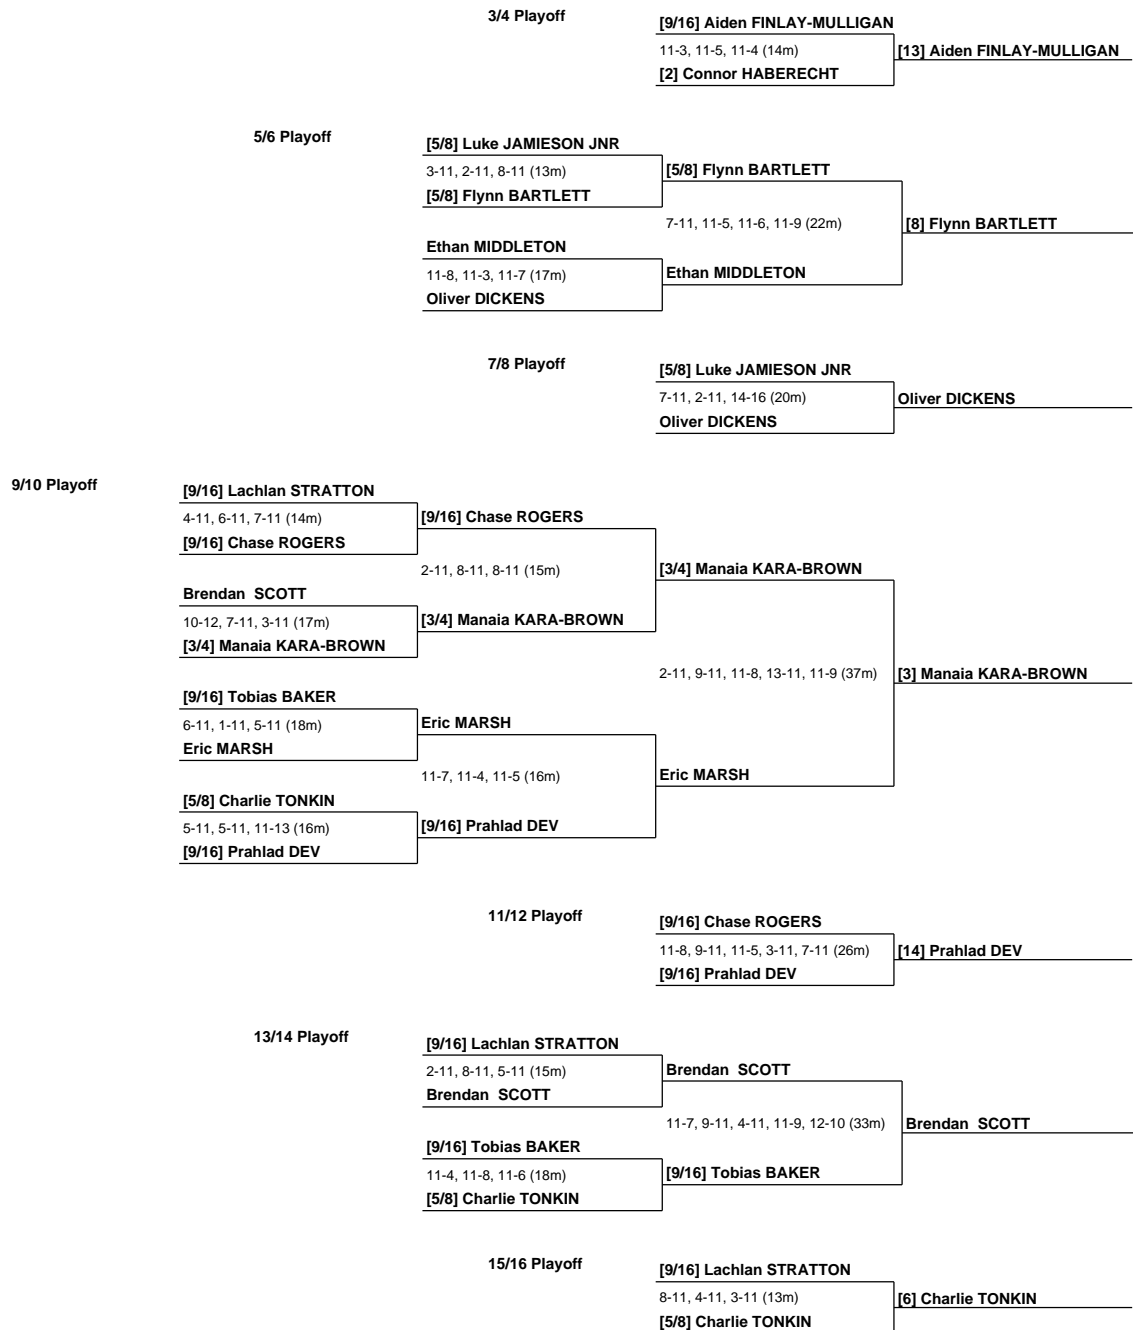 3/4 Playoff
[9/16] Aiden FINLAY-MULLIGAN
11-3, 11-5, 11-4 (14m)
[13] Aiden FINLAY-MULLIGAN
[2] Connor HABERECHT
5/6 Playoff
[5/8] Luke JAMIESON JNR
3-11, 2-11, 8-11 (13m)
[5/8] Flynn BARTLETT
[5/8] Flynn BARTLETT
7-11, 11-5, 11-6, 11-9 (22m)
[8] Flynn BARTLETT
Ethan MIDDLETON
11-8, 11-3, 11-7 (17m)
Ethan MIDDLETON
Oliver DICKENS
7/8 Playoff
[5/8] Luke JAMIESON JNR
7-11, 2-11, 14-16 (20m)
Oliver DICKENS
Oliver DICKENS
9/10 Playoff
[9/16] Lachlan STRATTON
4-11, 6-11, 7-11 (14m)
[9/16] Chase ROGERS
[9/16] Chase ROGERS
2-11, 8-11, 8-11 (15m)
[3/4] Manaia KARA-BROWN
Brendan  SCOTT
10-12, 7-11, 3-11 (17m)
[3/4] Manaia KARA-BROWN
[3/4] Manaia KARA-BROWN
2-11, 9-11, 11-8, 13-11, 11-9 (37m)
[3] Manaia KARA-BROWN
[9/16] Tobias BAKER
6-11, 1-11, 5-11 (18m)
Eric MARSH
Eric MARSH
11-7, 11-4, 11-5 (16m)
Eric MARSH
[5/8] Charlie TONKIN
5-11, 5-11, 11-13 (16m)
[9/16] Prahlad DEV
[9/16] Prahlad DEV
11/12 Playoff
[9/16] Chase ROGERS
11-8, 9-11, 11-5, 3-11, 7-11 (26m)
[14] Prahlad DEV
[9/16] Prahlad DEV
13/14 Playoff
[9/16] Lachlan STRATTON
2-11, 8-11, 5-11 (15m)
Brendan  SCOTT
Brendan  SCOTT
11-7, 9-11, 4-11, 11-9, 12-10 (33m)
Brendan  SCOTT
[9/16] Tobias BAKER
11-4, 11-8, 11-6 (18m)
[9/16] Tobias BAKER
[5/8] Charlie TONKIN
15/16 Playoff
[9/16] Lachlan STRATTON
8-11, 4-11, 3-11 (13m)
[6] Charlie TONKIN
[5/8] Charlie TONKIN